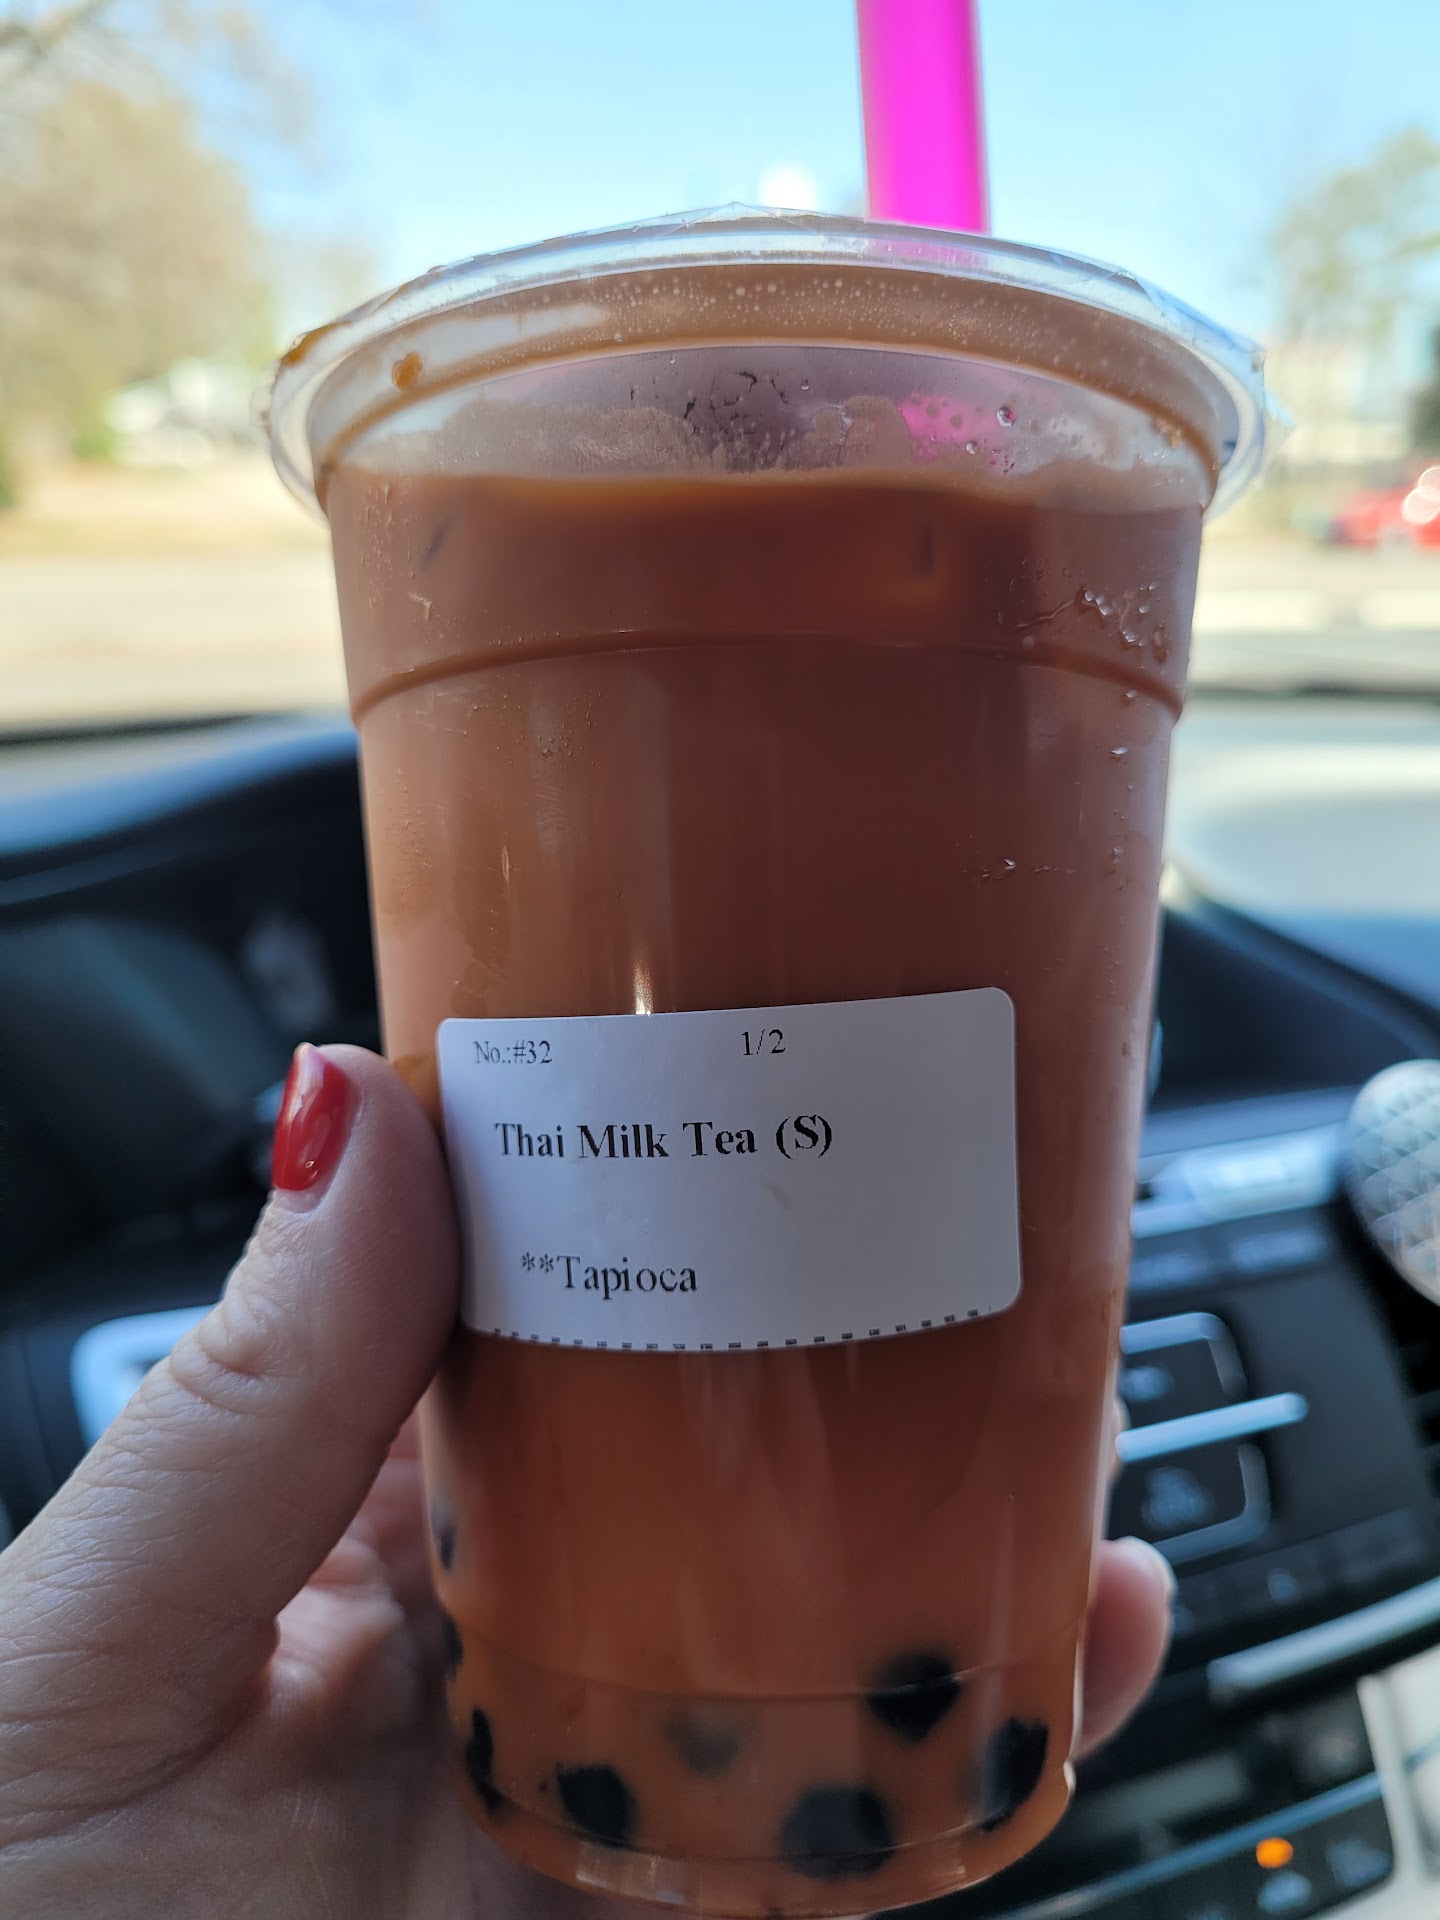 No.:#32 1/2
Thai Milk Tea (S)
**Tapioca